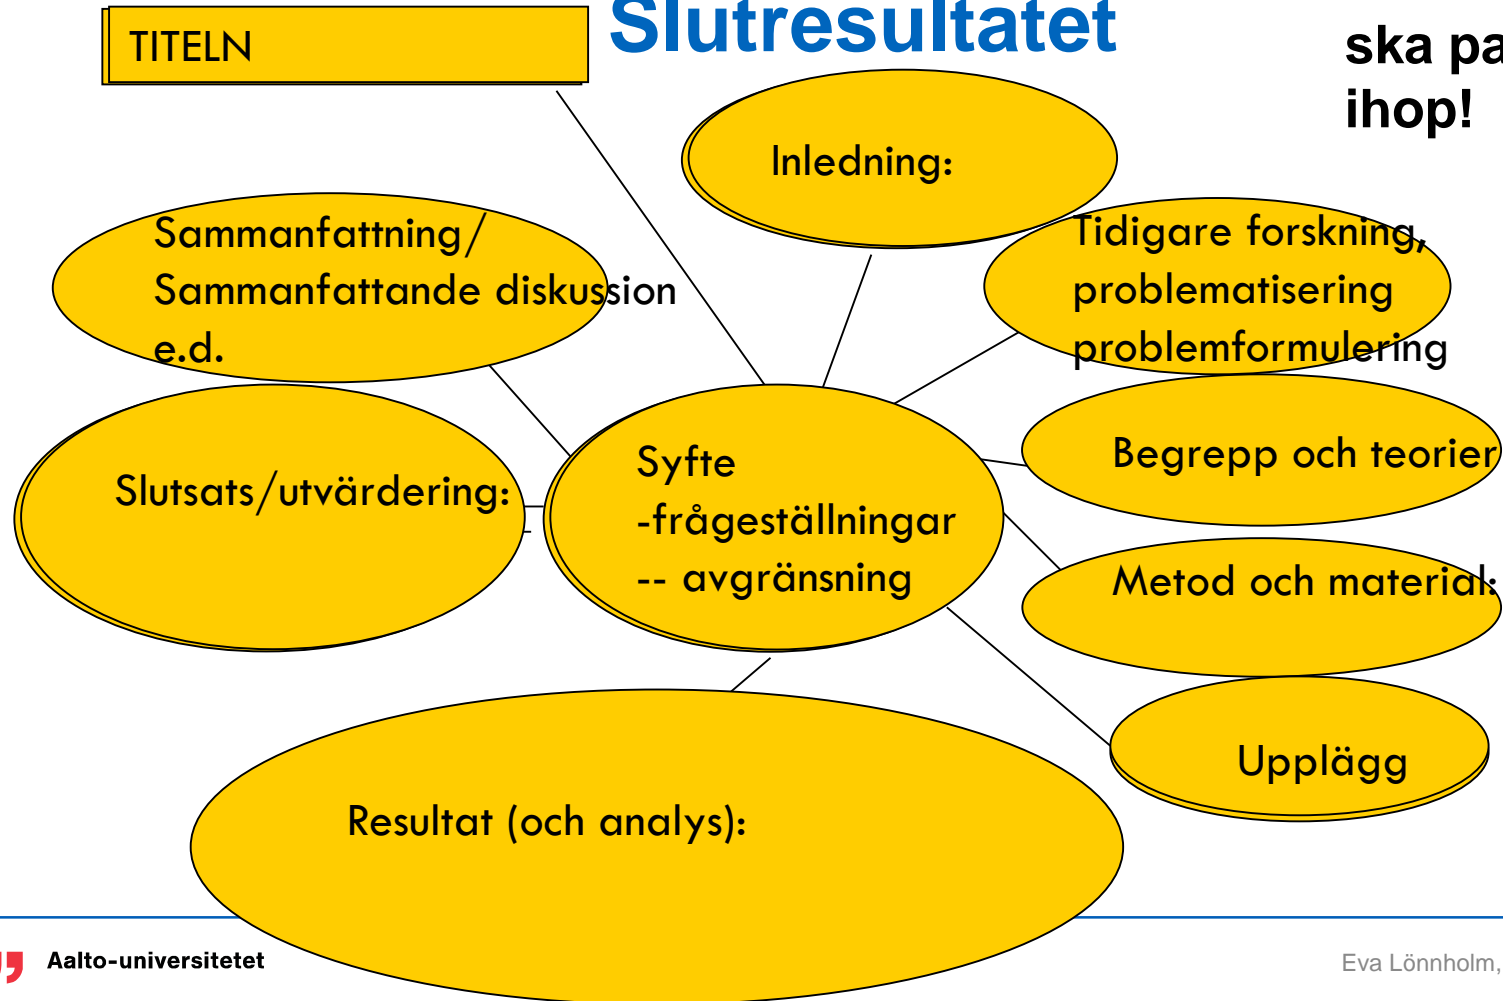 Slutresultatet
ska
ihop!
TITELN
Inledning:
Sammanfattning/
Sammanfattande diskussion
e.d.
Tidigare forskning,
problematisering
problemformulering
Begrepp och teorier
Slutsats/utvärdering:
Syfte
-frågeställningar
-- avgränsning
Metod och material:
Upplägg
Resultat (och analys):
Aalto-universitetet
Eva Lönnholm,